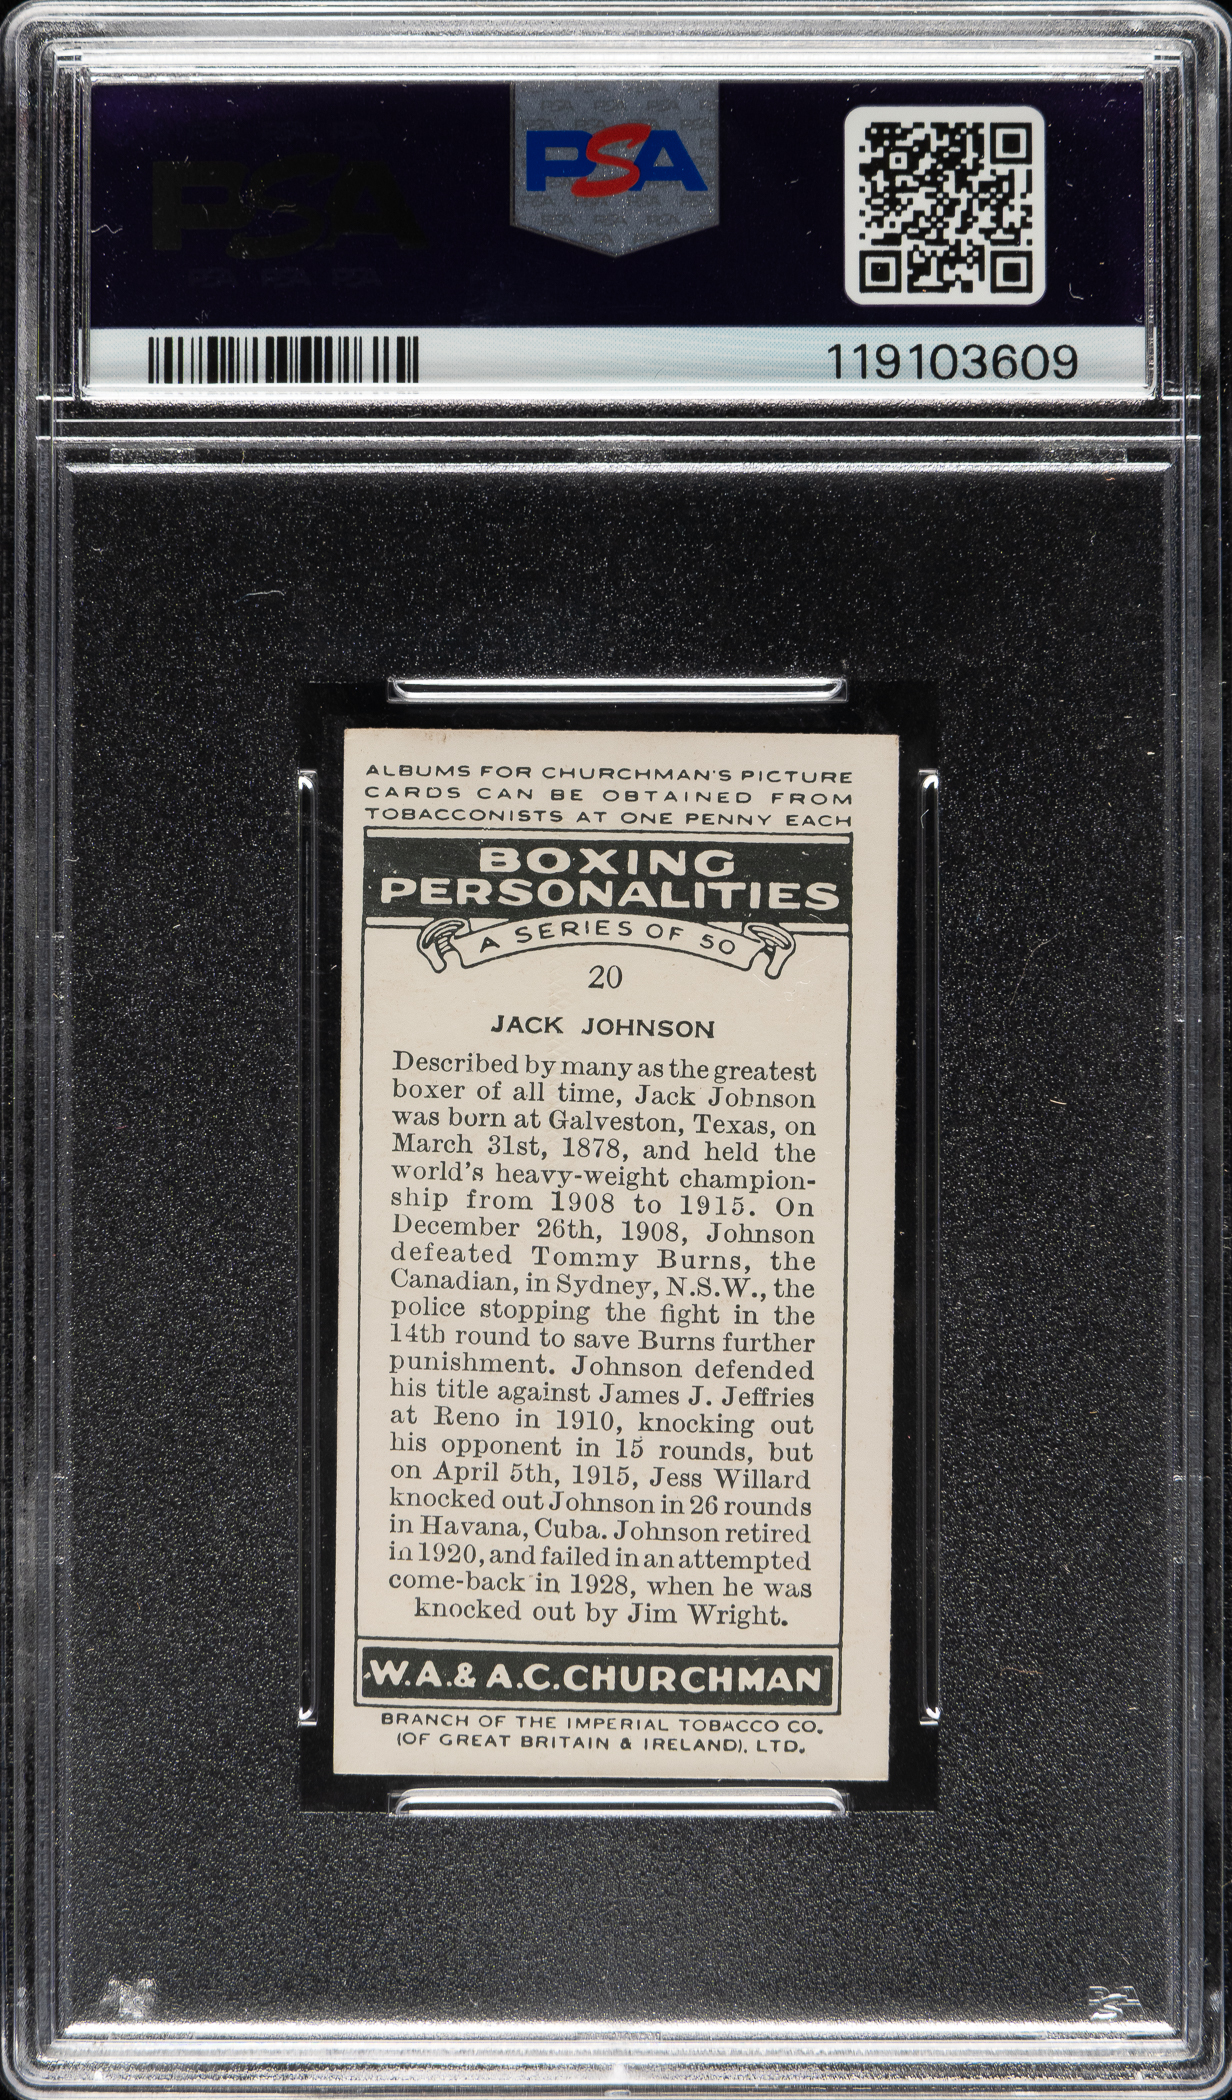 PSA
119103609
ALBUMS FOR CHURCHMAN'S PICTURE
CARDS CAN BE OBTAINED FROM
TOBACCONISTS AT ONE PENNY EACH
BOXING
PERSONALITIES
A SERIES OF 50
20
JACK JOHNSON
Described by many as the greatest
boxer of all time, Jack Johnson
was born at Galveston, Texas, on
March 31st, 1878, and held the
world's heavy-weight champion-
ship from 1908 to 1915. On
December 26th, 1908, Johnson
defeated Tommy Burns, the
Canadian, in Sydney, N.S.W., the
police stopping the fight in the
14th round to save Burns further
punishment. Johnson defended
his title against James J. Jeffries
at Reno in 1910, knocking out
his opponent in 15 rounds, but
on April 5th, 1915, Jess Willard
knocked out Johnson in 26 rounds
in Havana, Cuba. Johnson retired
in 1920, and failed in an attempted
come-back in 1928, when he was
knocked out by Jim Wright.
W.A.& A.C.CHURCHMAN
BRANCH OF THE IMPERIAL TOBACCO CO.
(OF GREAT BRITAIN & IRELAND), LTD.